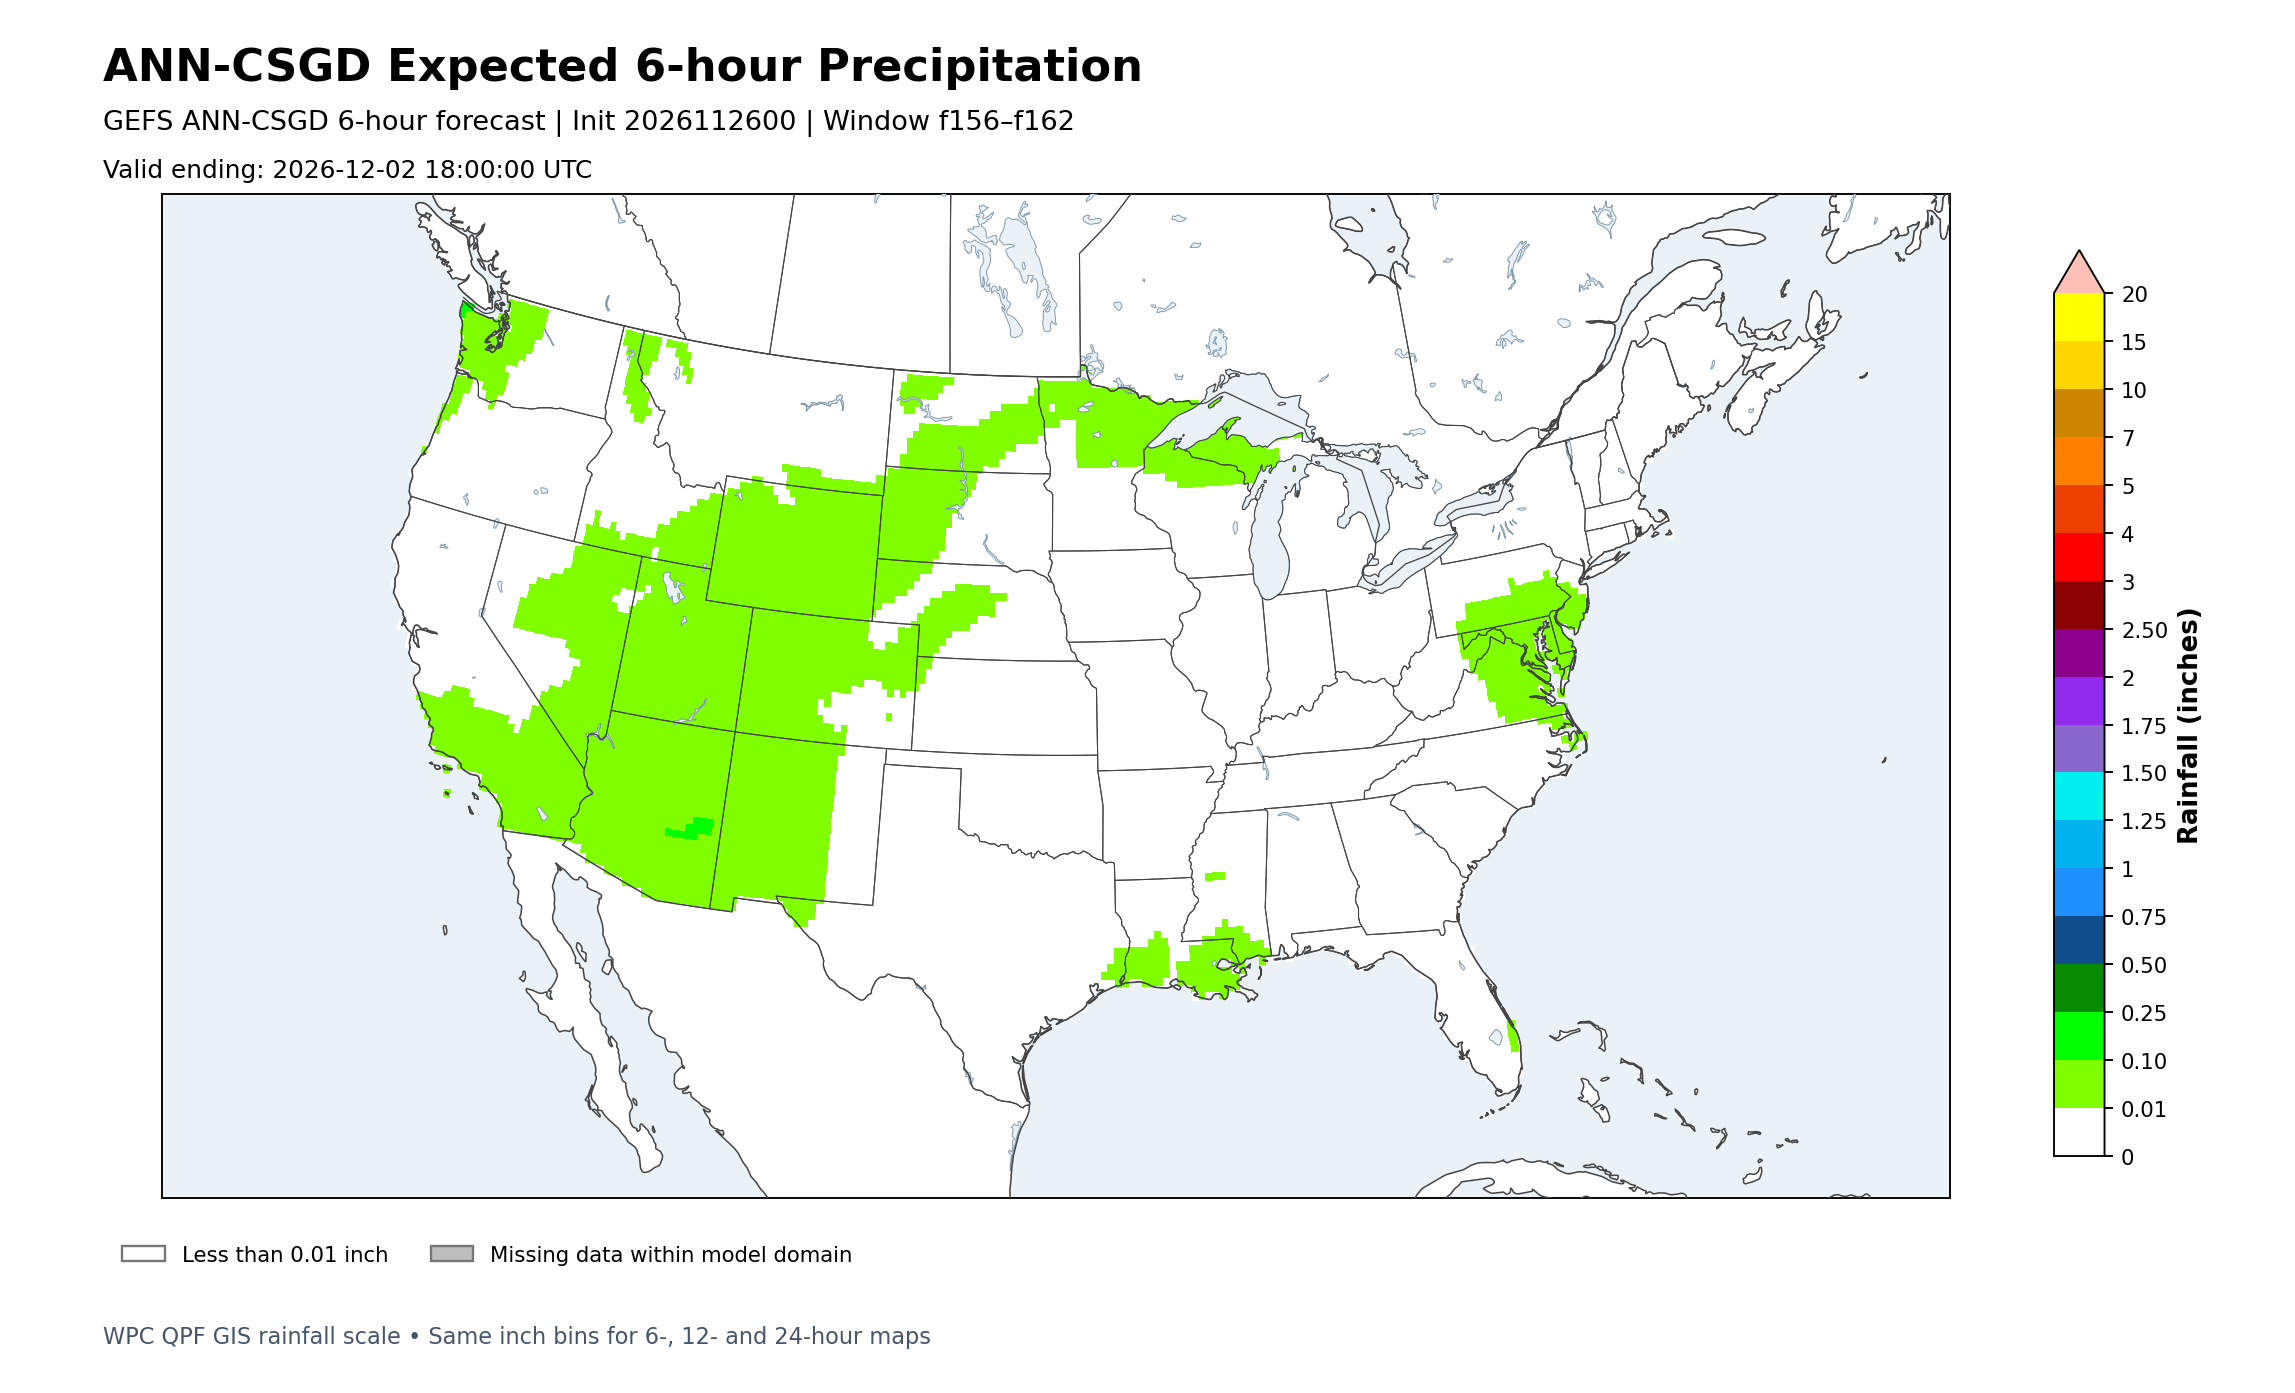 ANN-CSGD Expected 6-hour Precipitation
GEFS ANN-CSGD 6-hour forecast | Init 2026112600 | Window f156–f162
Valid ending: 2026-12-02 18:00:00 UTC
20
15
10
7
5
4
3
2.50
2
1.75
1.50
1.25
1
0.75
0.50
0.25
0.10
0.01
0
Rainfall (inches)
Less than 0.01 inch
Missing data within model domain
WPC QPF GIS rainfall scale • Same inch bins for 6-, 12- and 24-hour maps